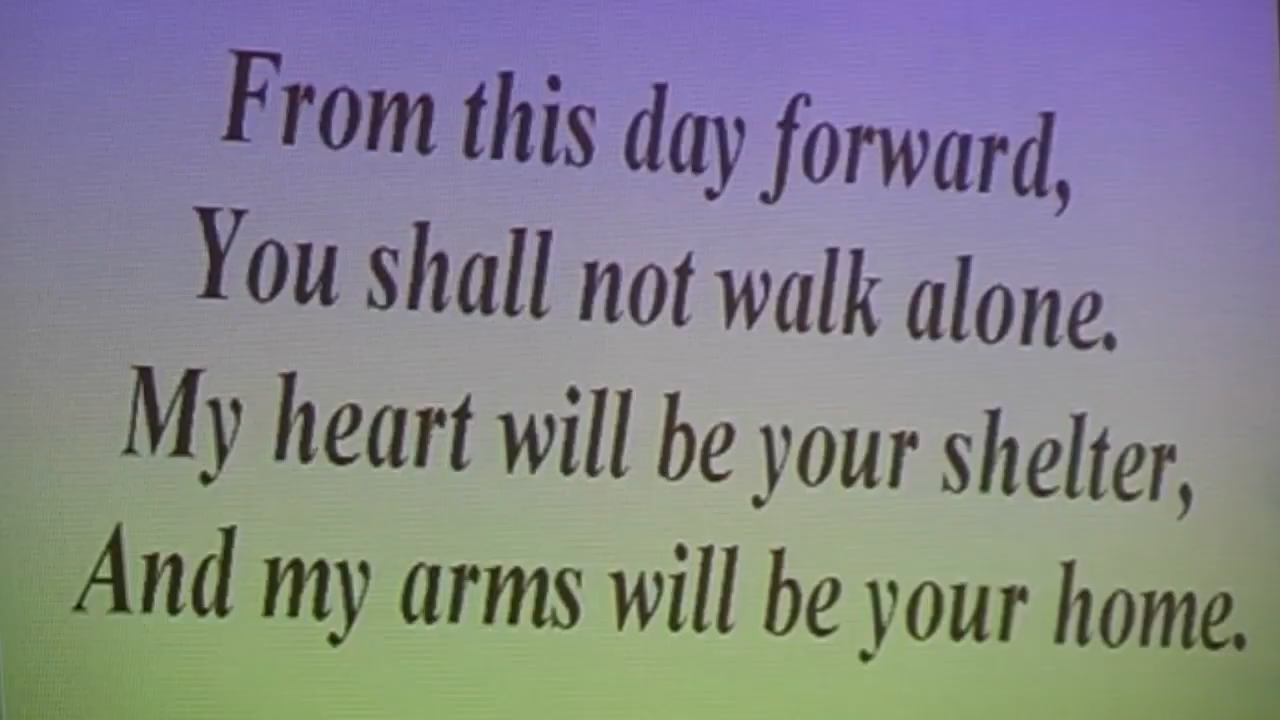 From this day forward,
You shall not walk alone.
My heart will be your shelter,
And my arms will be your home.